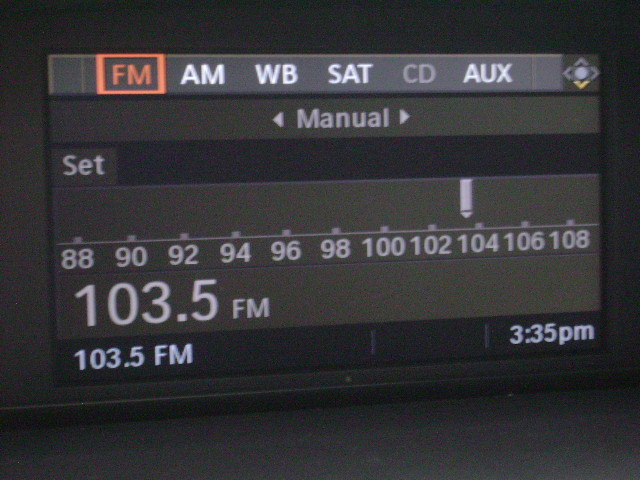 FM AM WB SAT CD AUX
Manual
Set
88 90 92 94 96 98 100 102 104 106 108
103.5 FM
103.5 FM 3:35pm